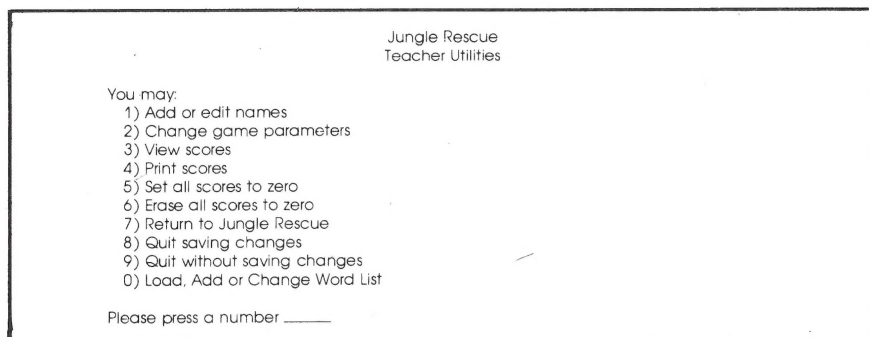 Jungle Rescue
Teacher Utilities
You may:
1) Add or edit names
2) Change game parameters
3) View scores
4) Print scores
5) Set all scores to zero
6) Erase all scores to zero
7) Return to Jungle Rescue
8) Quit saving changes
9) Quit without saving changes
0) Load, Add or Change Word List
Please press a number _____